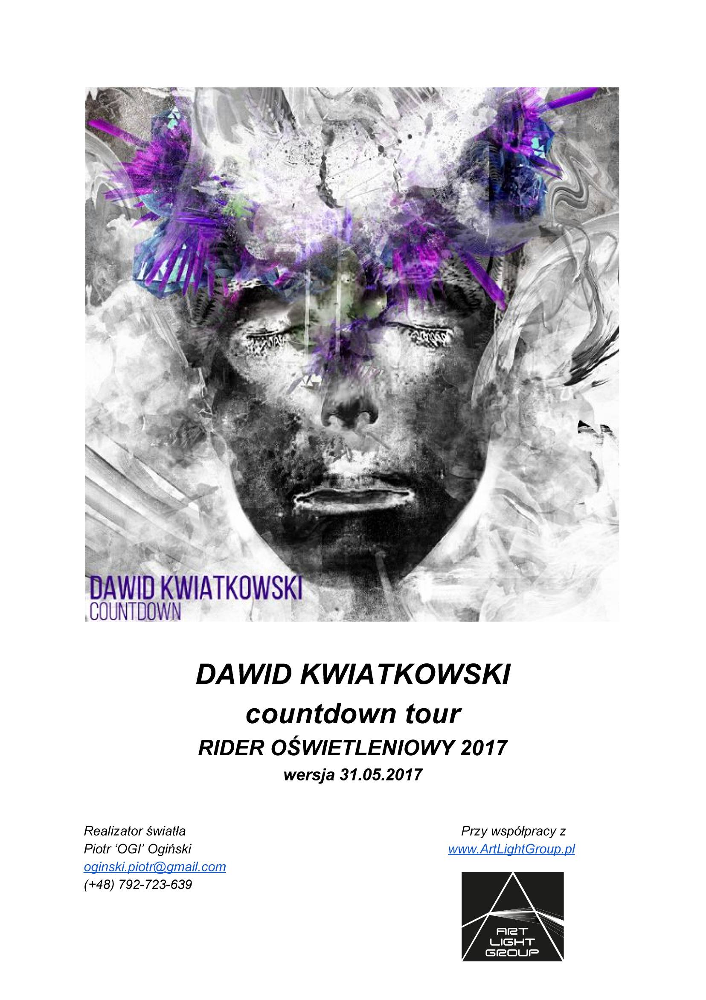 DAWID KWIATKOWSKI
COUNTDOWN
DAWID KWIATKOWSKI
countdown tour
RIDER OŚWIETLENIOWY 2017
wersja 31.05.2017
Realizator światła
Piotr ‘OGI’ Ogiński
oginski.piotr@gmail.com
(+48) 792-723-639
Przy współpracy z
www.ArtLightGroup.pl
ART
LIGHT
GROUP